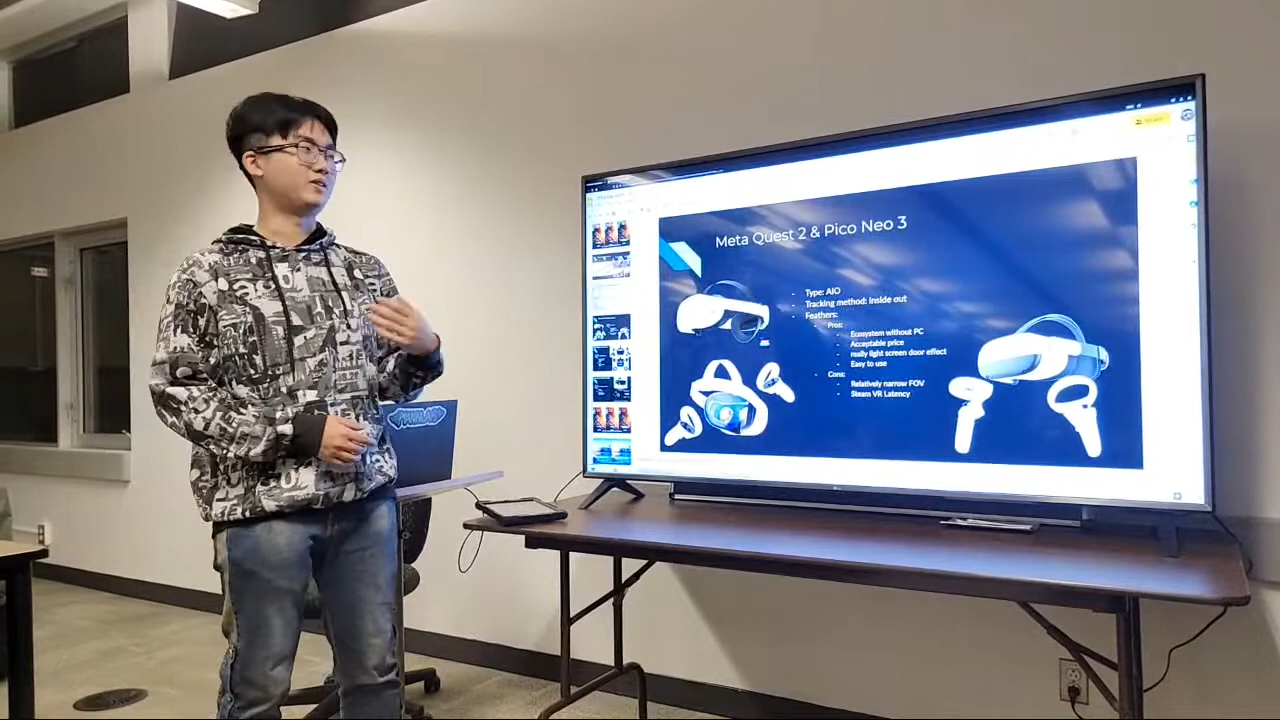 Meta Quest 2 & Pico Neo 3
- Type: AIO
- Tracking method: Inside out
- Feathers:
Pros:
- Ecosystem without PC
- Acceptable price
- really light screen door effect
- Easy to use
- Cons:
- Relatively narrow FOV
- Steam VR Latency